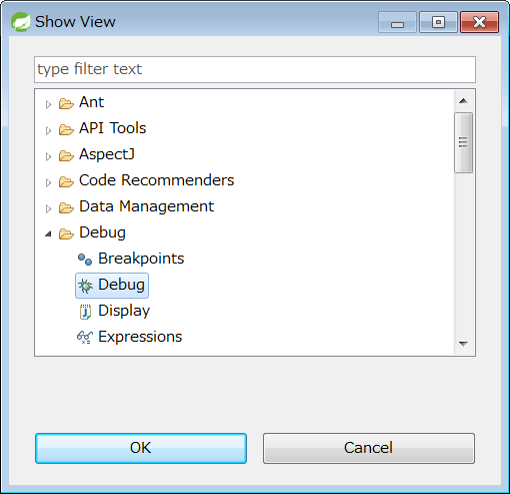 Show View
type filter text
Ant
API Tools
AspectJ
Code Recommenders
Data Management
Debug
Breakpoints
Debug
Display
Expressions
OK
Cancel